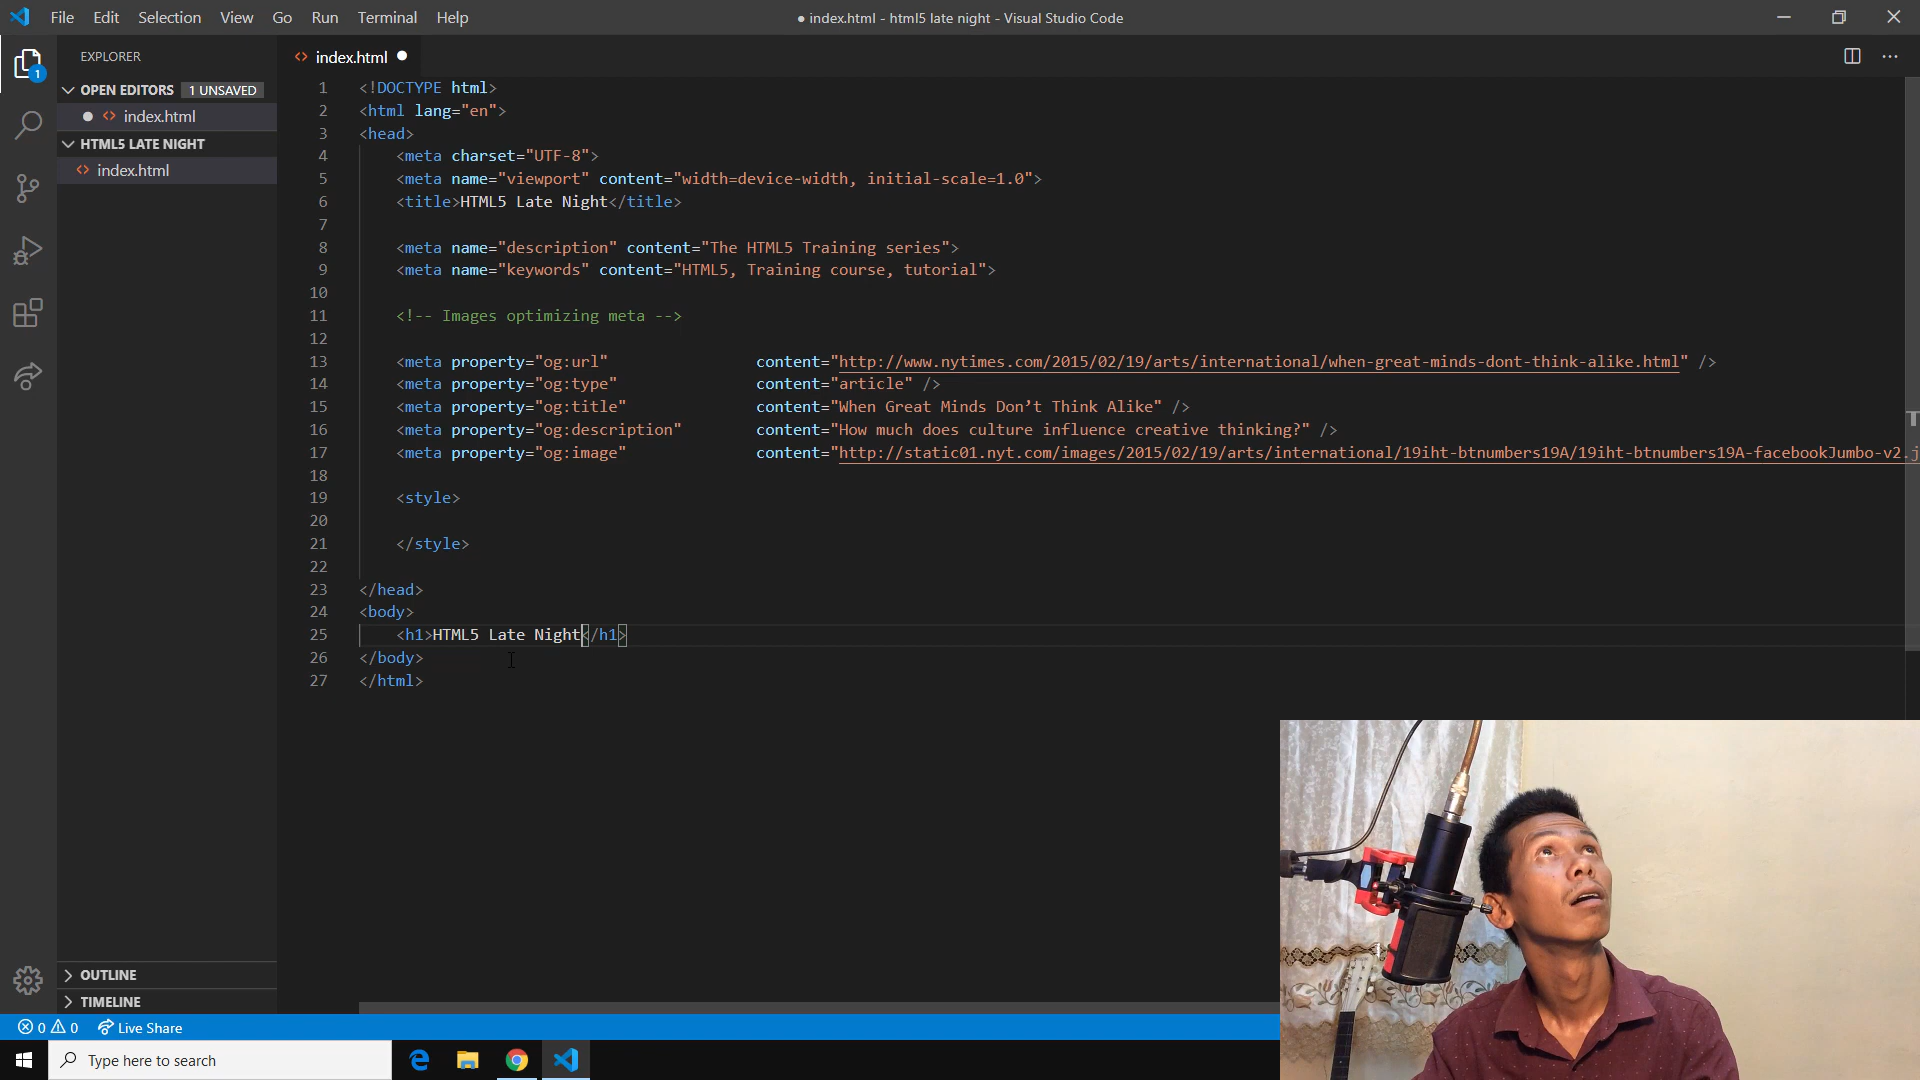 File Edit Selection View Go Run Terminal Help
● index.html - html5 late night - Visual Studio Code
EXPLORER
index.html
OPEN EDITORS 1 UNSAVED
index.html
HTML5 LATE NIGHT
index.html
1
1 <!DOCTYPE html>
2 <html lang="en">
3 <head>
4 <meta charset="UTF-8">
5 <meta name="viewport" content="width=device-width, initial-scale=1.0">
6 <title>HTML5 Late Night</title>
7
8 <meta name="description" content="The HTML5 Training series">
9 <meta name="keywords" content="HTML5, Training course, tutorial">
10
11 <!-- Images optimizing meta -->
12
13 <meta property="og:url" content="http://www.nytimes.com/2015/02/19/arts/international/when-great-minds-dont-think-alike.html" />
14 <meta property="og:type" content="article" />
15 <meta property="og:title" content="When Great Minds Don’t Think Alike" />
16 <meta property="og:description" content="How much does culture influence creative thinking?" />
17 <meta property="og:image" content="http://static01.nyt.com/images/2015/02/19/arts/international/19iht-btnumbers19A/19iht-btnumbers19A-facebookJumbo-v2.j
18
19 <style>
20
21 </style>
22
23 </head>
24 <body>
25 <h1>HTML5 Late Night</h1>
26 </body>
27 </html>
OUTLINE
TIMELINE
0 0 Live Share
Type here to search